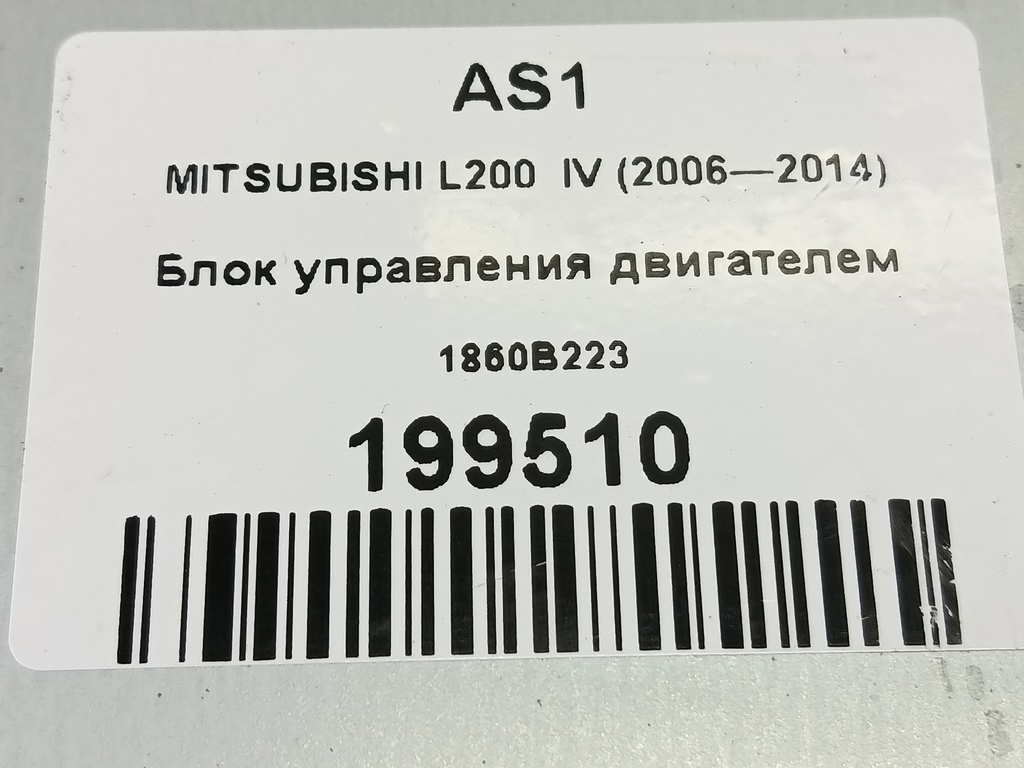 AS1
MITSUBISHI L200 IV (2006—2014)
Блок управления двигателем
1860B223
199510